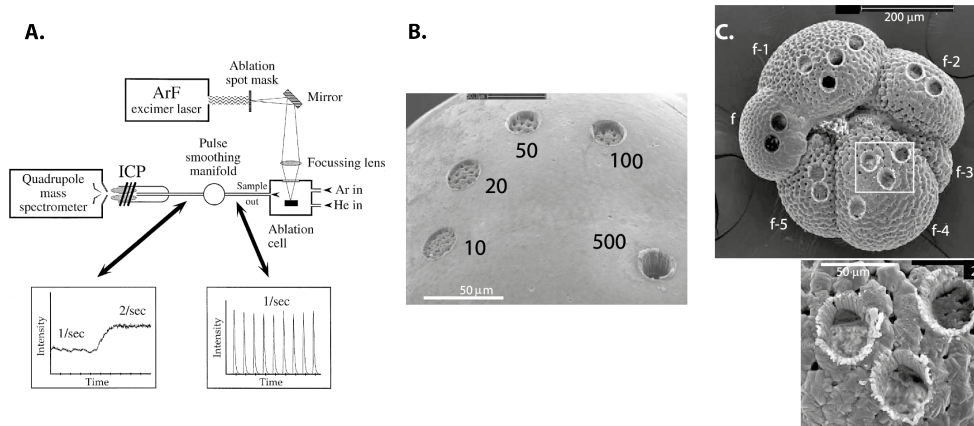 A.
Ablation
spot mask
ArF
excimer laser
Mirror
Pulse
smoothing
manifold
Focussing lens
ICP
Quadrupole
mass
spectrometer
Sample
out
Ar in
He in
Ablation
cell
Intensity
1/sec
2/sec
Time
Intensity
1/sec
Time
B.
50
100
20
10
500
50 µm
C.
200 µm
f-1
f-2
f
f-3
f-5
f-4
50 µm
2